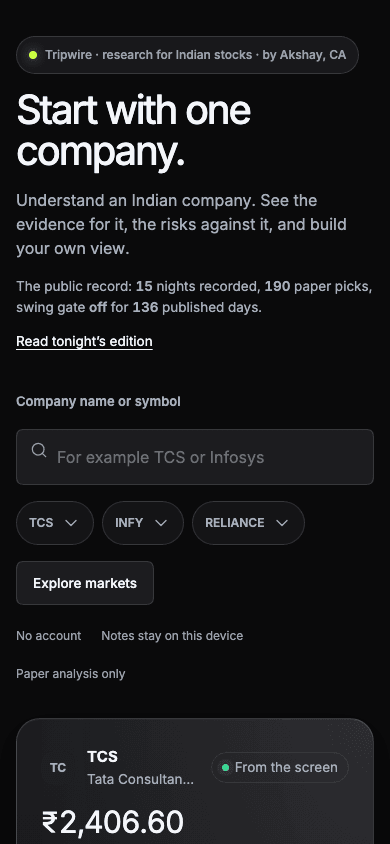 Tripwire · research for Indian stocks · by Akshay, CA
Start with one
company.
Understand an Indian company. See the
evidence for it, the risks against it, and build
your own view.
The public record: 15 nights recorded, 190 paper picks,
swing gate off for 136 published days.
Read tonight’s edition
Company name or symbol
For example TCS or Infosys
TCS INFY RELIANCE
Explore markets
No account Notes stay on this device
Paper analysis only
TC TCS From the screen
Tata Consultan...
₹2,406.60